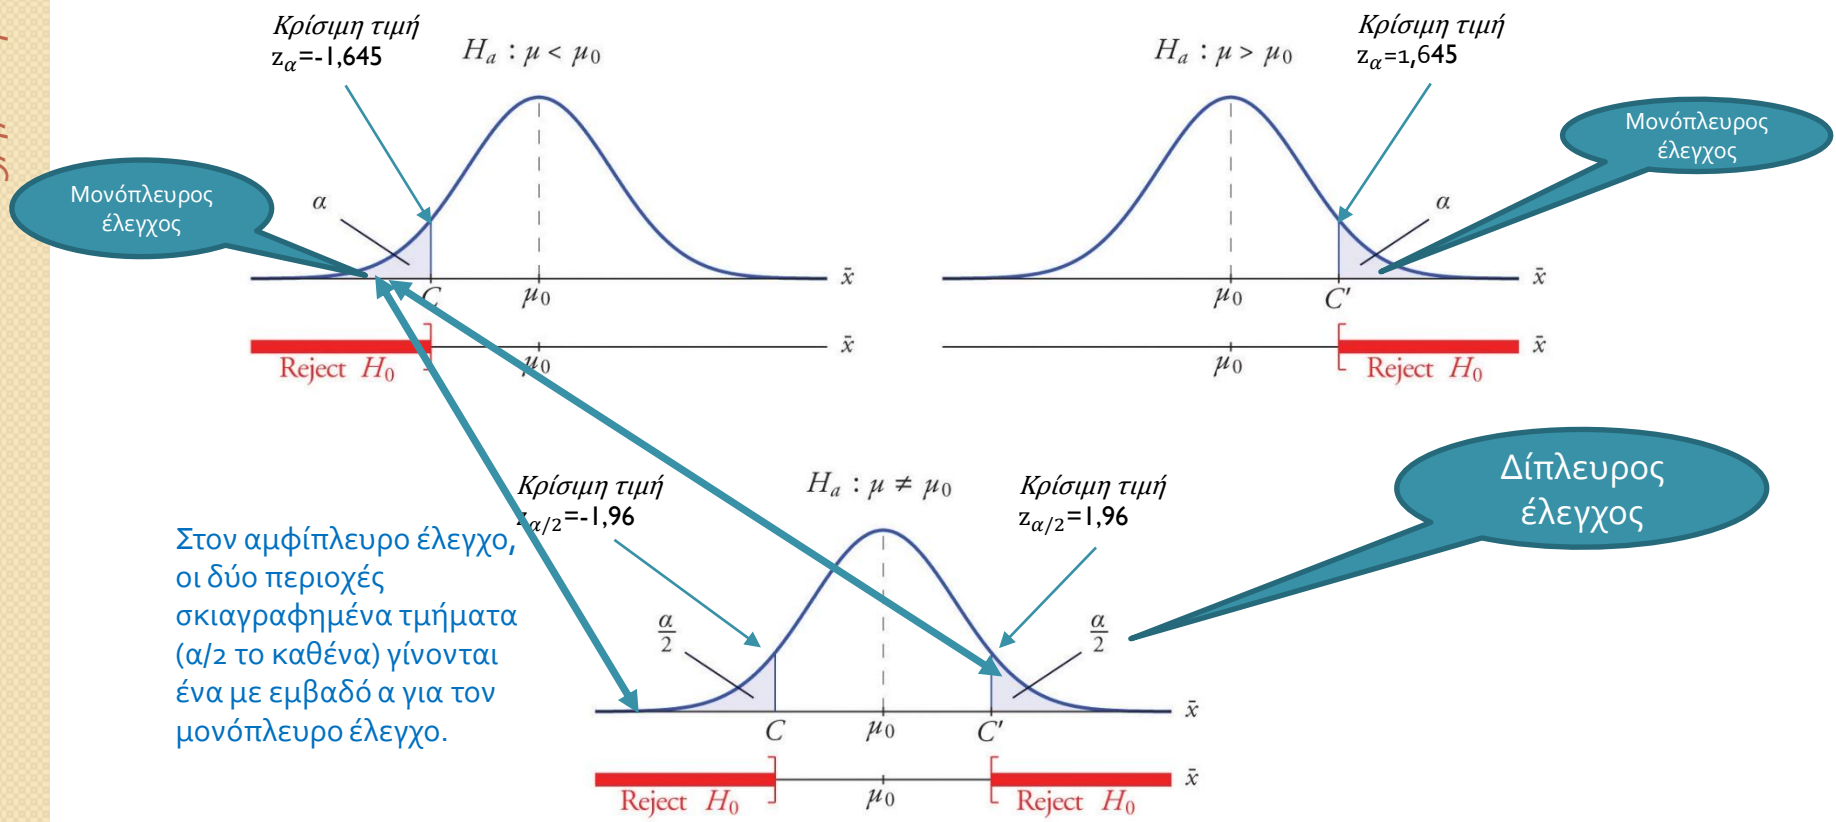 Κρίσιμη τιμή
zα=-1,645
Hₐ : μ < μ₀
Μονόπλευρος
έλεγχος
α
C
μ₀
x̄
μ₀
x̄
Reject H₀
Κρίσιμη τιμή
zα=1,645
Hₐ : μ > μ₀
Μονόπλευρος
έλεγχος
α
μ₀
C'
x̄
μ₀
x̄
Reject H₀
Κρίσιμη τιμή
zα/2=-1,96
Hₐ : μ ≠ μ₀
Κρίσιμη τιμή
zα/2=1,96
Δίπλευρος
έλεγχος
Στον αμφίπλευρο έλεγχο,
οι δύο περιοχές
σκιαγραφημένα τμήματα
(α/2 το καθένα) γίνονται
ένα με εμβαδό α για τον
μονόπλευρο έλεγχο.
α/2
α/2
C
μ₀
C'
x̄
μ₀
x̄
Reject H₀
Reject H₀